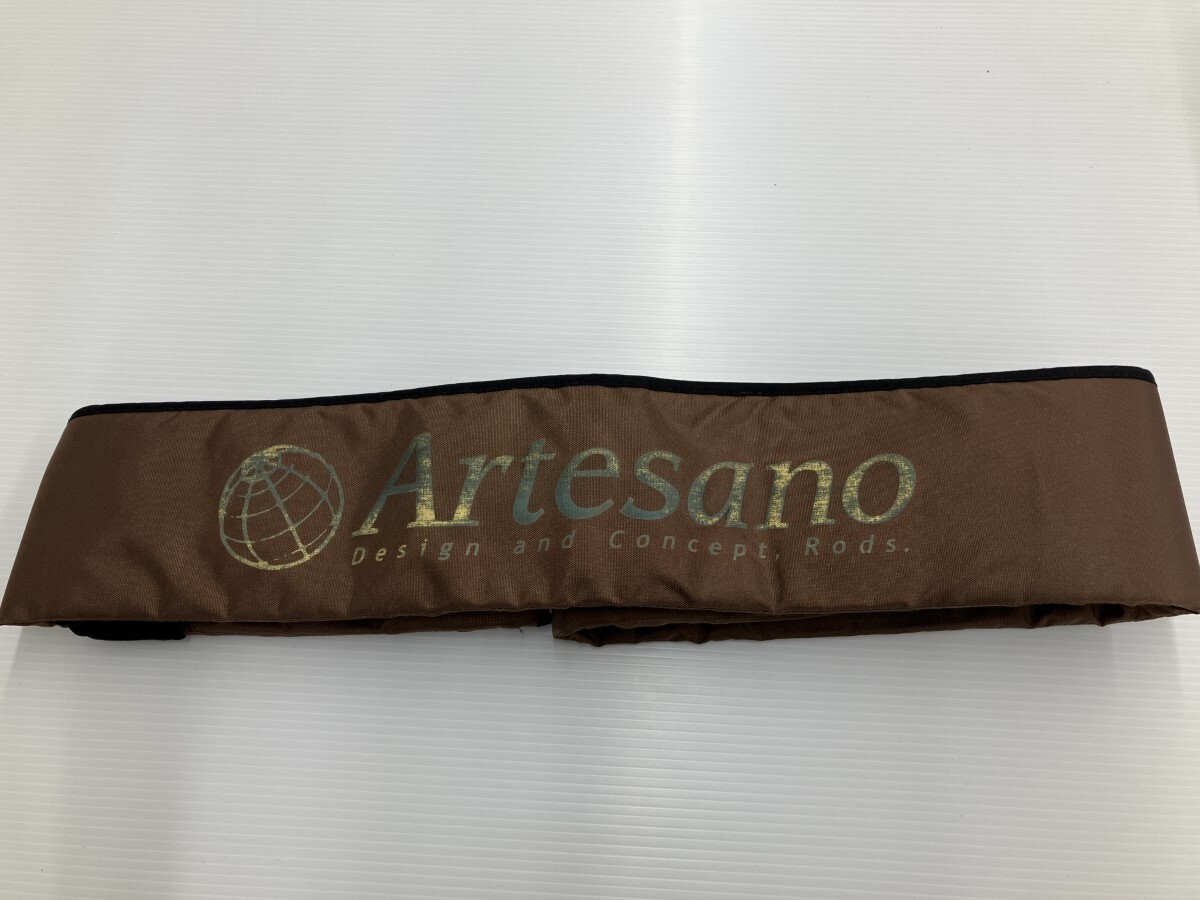 Artesano
Design and Concept, Rods.